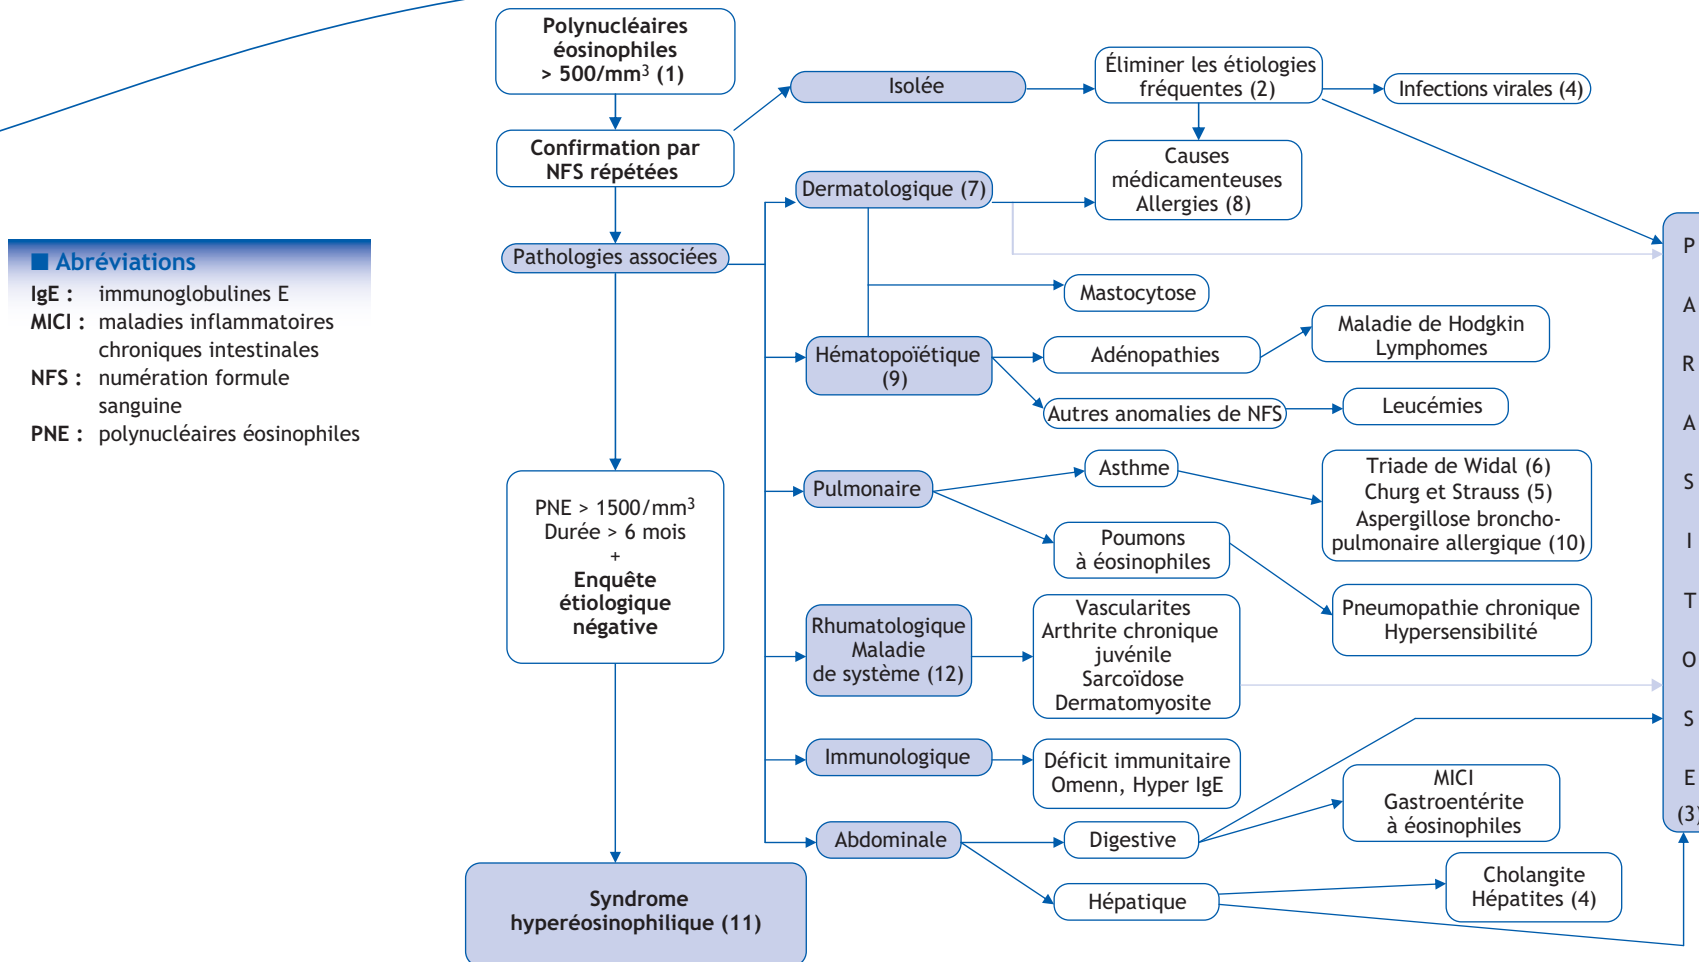 Polynucléaires
éosinophiles
> 500/mm³ (1)
Confirmation par
NFS répétées
Pathologies associées
PNE > 1500/mm³
Durée > 6 mois
+
Enquête
étiologique
négative
Syndrome
hyperéosinophilique (11)
■ Abréviations
IgE : immunoglobulines E
MICI : maladies inflammatoires
chroniques intestinales
NFS : numération formule
sanguine
PNE : polynucléaires éosinophiles
Isolée
Éliminer les étiologies
fréquentes (2)
Infections virales (4)
Causes
médicamenteuses
Allergies (8)
Dermatologique (7)
Mastocytose
Hématopoïétique
(9)
Adénopathies
Maladie de Hodgkin
Lymphomes
Autres anomalies de NFS
Leucémies
Pulmonaire
Asthme
Triade de Widal (6)
Churg et Strauss (5)
Aspergillose broncho-
pulmonaire allergique (10)
Poumons
à éosinophiles
Pneumopathie chronique
Hypersensibilité
Rhumatologique
Maladie
de système (12)
Vascularites
Arthrite chronique
juvénile
Sarcoïdose
Dermatomyosite
Immunologique
Déficit immunitaire
Omenn, Hyper IgE
Abdominale
Digestive
MICI
Gastroentérite
à éosinophiles
Hépatique
Cholangite
Hépatites (4)
P
A
R
A
S
I
T
O
S
E
(3)